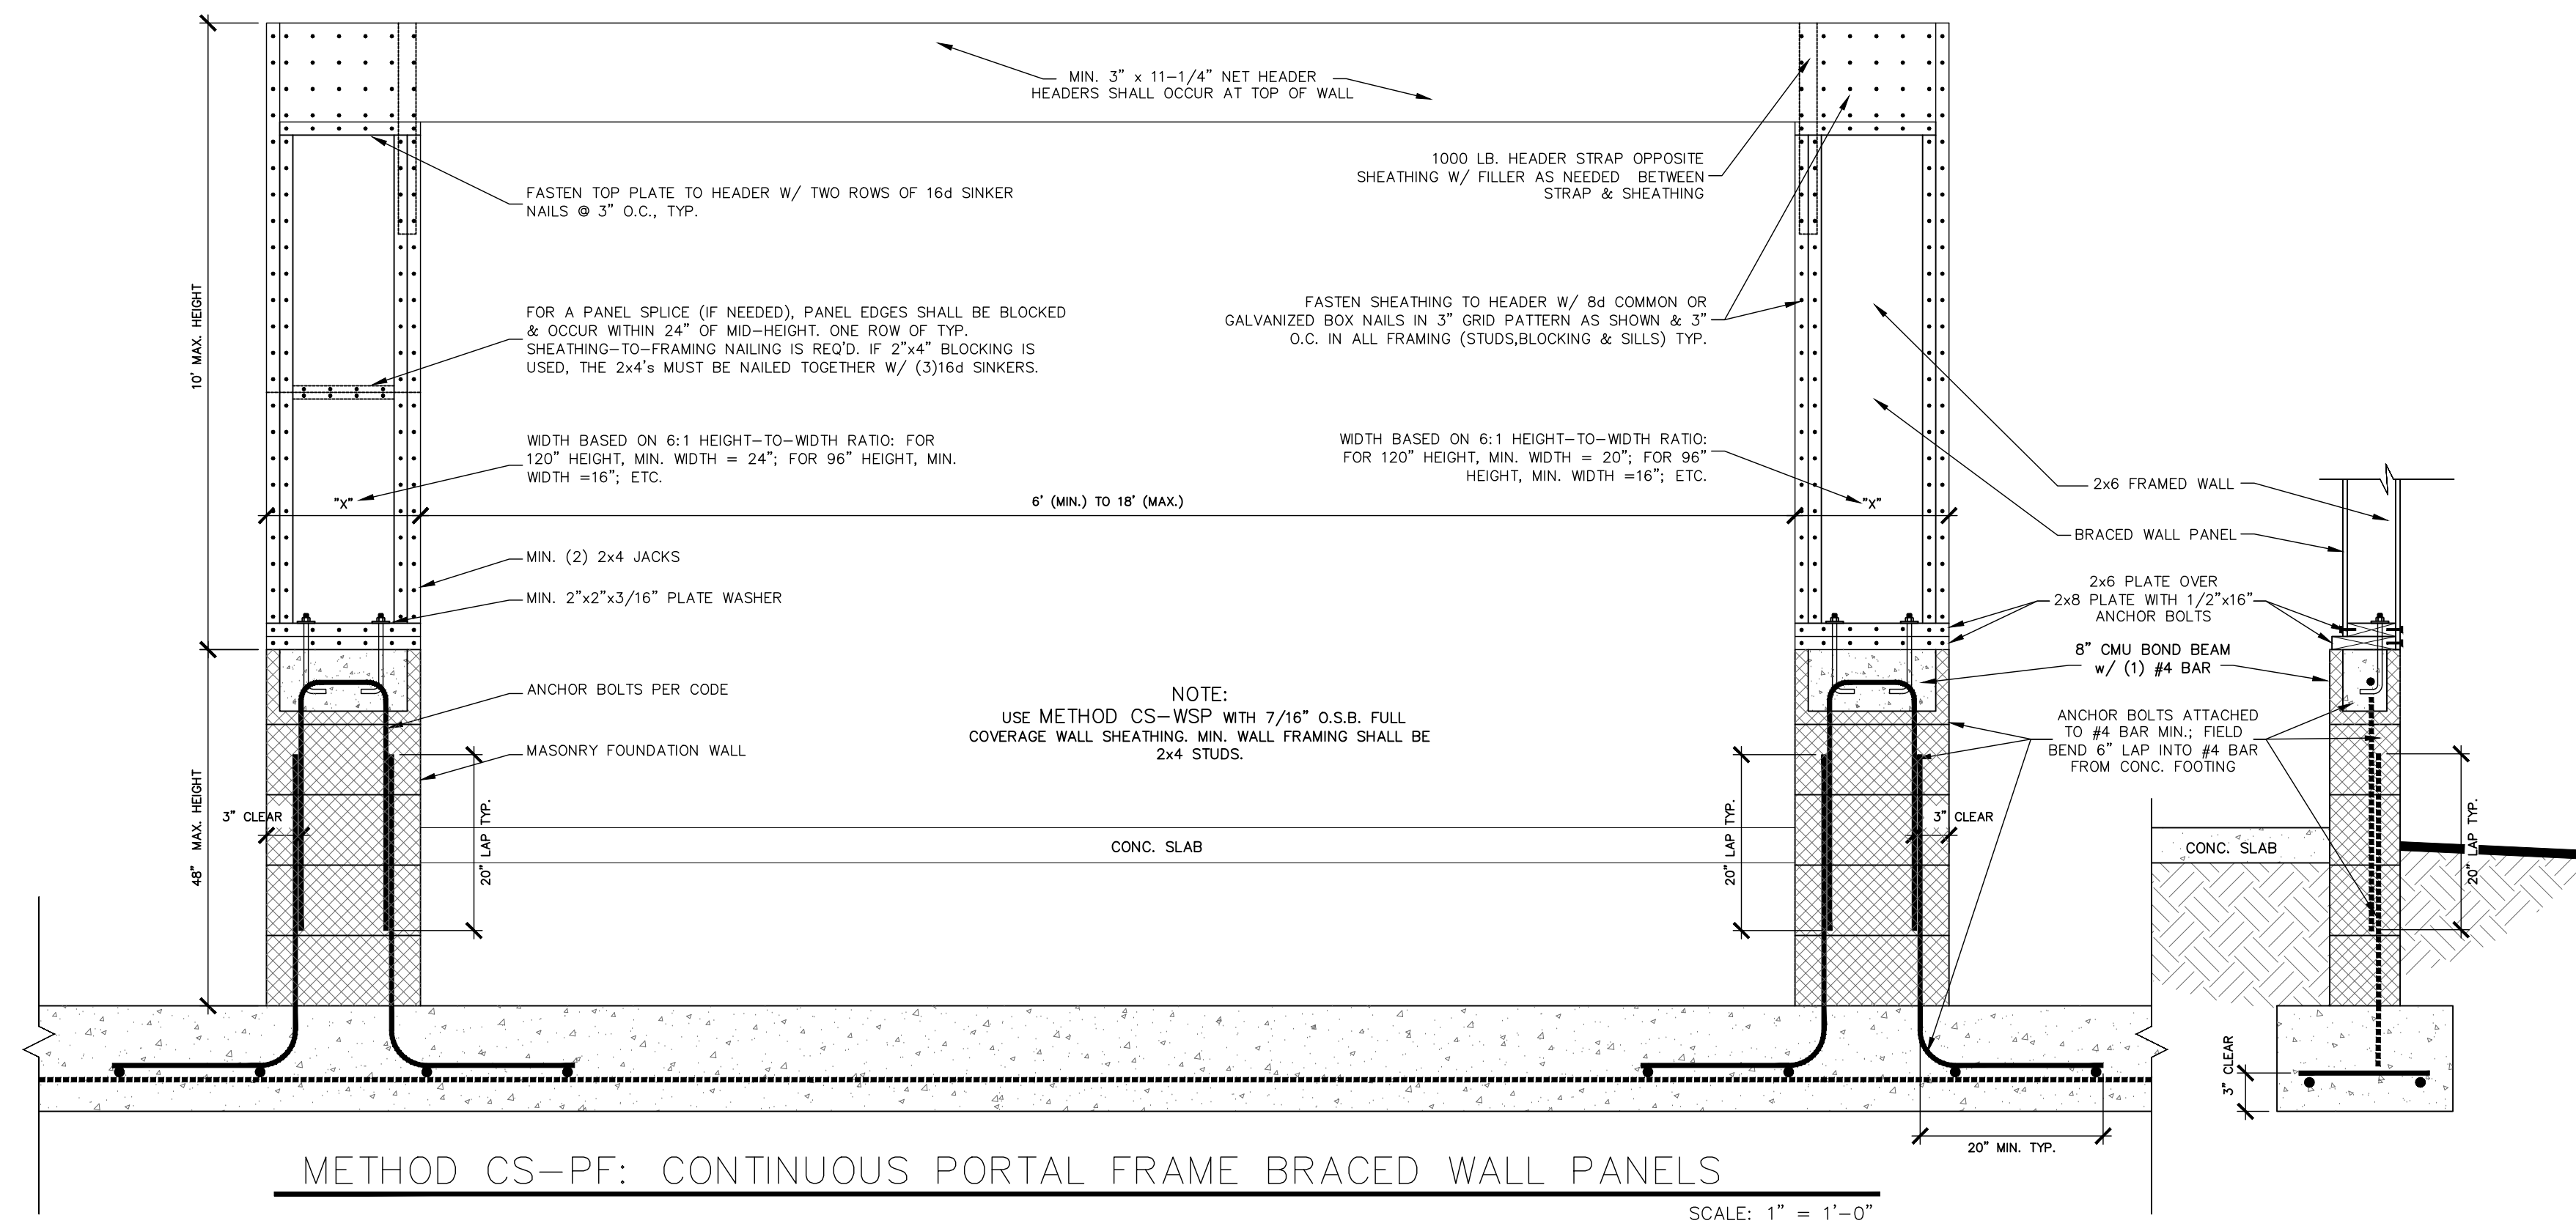 MIN. 3" x 11-1/4" NET HEADER
HEADERS SHALL OCCUR AT TOP OF WALL
FASTEN TOP PLATE TO HEADER W/ TWO ROWS OF 16d SINKER
NAILS @ 3" O.C., TYP.
1000 LB. HEADER STRAP OPPOSITE
SHEATHING W/ FILLER AS NEEDED BETWEEN
STRAP & SHEATHING
10' MAX. HEIGHT
FOR A PANEL SPLICE (IF NEEDED), PANEL EDGES SHALL BE BLOCKED
& OCCUR WITHIN 24" OF MID-HEIGHT. ONE ROW OF TYP.
SHEATHING-TO-FRAMING NAILING IS REQ'D. IF 2"x4" BLOCKING IS
USED, THE 2x4's MUST BE NAILED TOGETHER W/ (3)16d SINKERS.
FASTEN SHEATHING TO HEADER W/ 8d COMMON OR
GALVANIZED BOX NAILS IN 3" GRID PATTERN AS SHOWN & 3"
O.C. IN ALL FRAMING (STUDS,BLOCKING & SILLS) TYP.
WIDTH BASED ON 6:1 HEIGHT-TO-WIDTH RATIO: FOR
120" HEIGHT, MIN. WIDTH = 24"; FOR 96" HEIGHT, MIN.
WIDTH =16"; ETC.
WIDTH BASED ON 6:1 HEIGHT-TO-WIDTH RATIO:
FOR 120" HEIGHT, MIN. WIDTH = 20"; FOR 96"
HEIGHT, MIN. WIDTH =16"; ETC.
"X"
6' (MIN.) TO 18' (MAX.)
"X"
2x6 FRAMED WALL
BRACED WALL PANEL
MIN. (2) 2x4 JACKS
MIN. 2"x2"x3/16" PLATE WASHER
2x6 PLATE OVER
2x8 PLATE WITH 1/2"x16"
ANCHOR BOLTS
8" CMU BOND BEAM
w/ (1) #4 BAR
ANCHOR BOLTS PER CODE
MASONRY FOUNDATION WALL
NOTE:
USE METHOD CS-WSP WITH 7/16" O.S.B. FULL
COVERAGE WALL SHEATHING. MIN. WALL FRAMING SHALL BE
2x4 STUDS.
ANCHOR BOLTS ATTACHED
TO #4 BAR MIN.; FIELD
BEND 6" LAP INTO #4 BAR
FROM CONC. FOOTING
48" MAX. HEIGHT
3" CLEAR
20" LAP TYP.
CONC. SLAB
20" LAP TYP.
3" CLEAR
CONC. SLAB
20" LAP TYP.
3" CLEAR
20" MIN. TYP.
METHOD CS-PF: CONTINUOUS PORTAL FRAME BRACED WALL PANELS
SCALE: 1" = 1'-0"